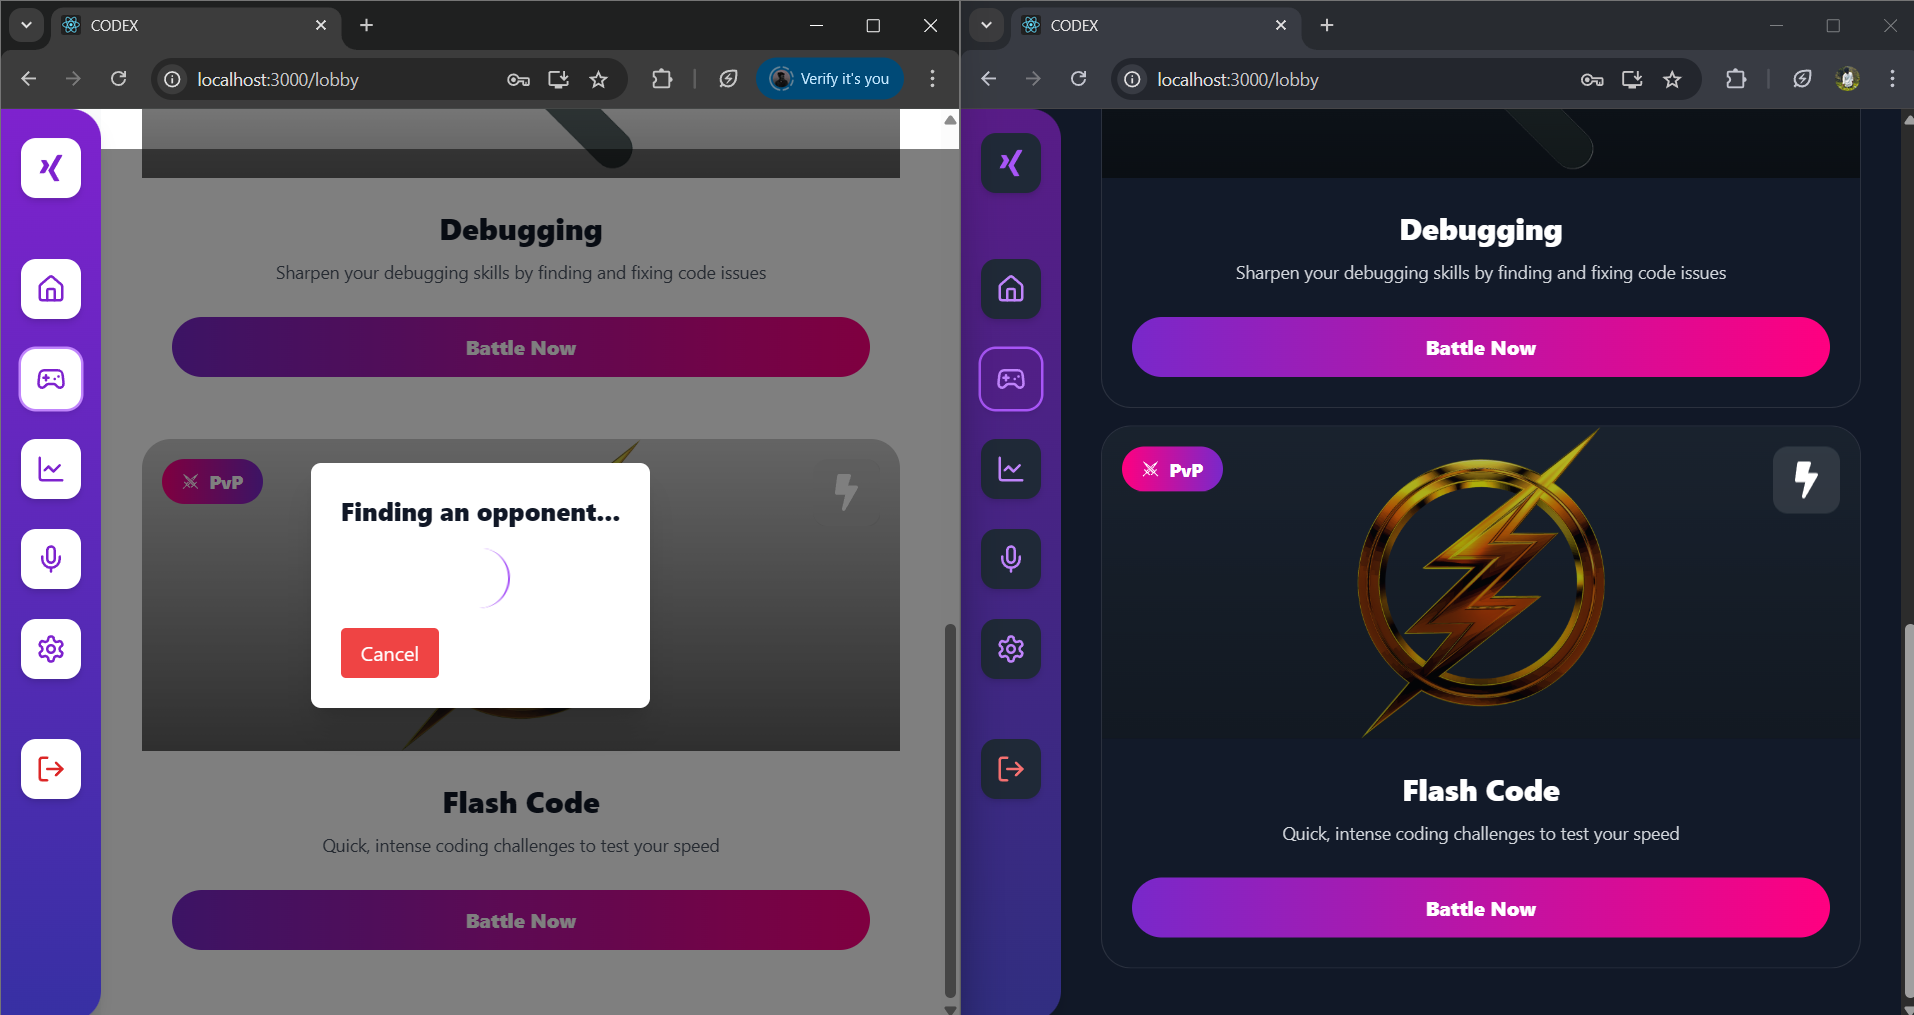 CODEX
localhost:3000/lobby
Verify it's you
Debugging
Sharpen your debugging skills by finding and fixing code issues
Battle Now
PvP
Finding an opponent...
Cancel
Flash Code
Quick, intense coding challenges to test your speed
Battle Now
CODEX
localhost:3000/lobby
Debugging
Sharpen your debugging skills by finding and fixing code issues
Battle Now
PvP
Flash Code
Quick, intense coding challenges to test your speed
Battle Now